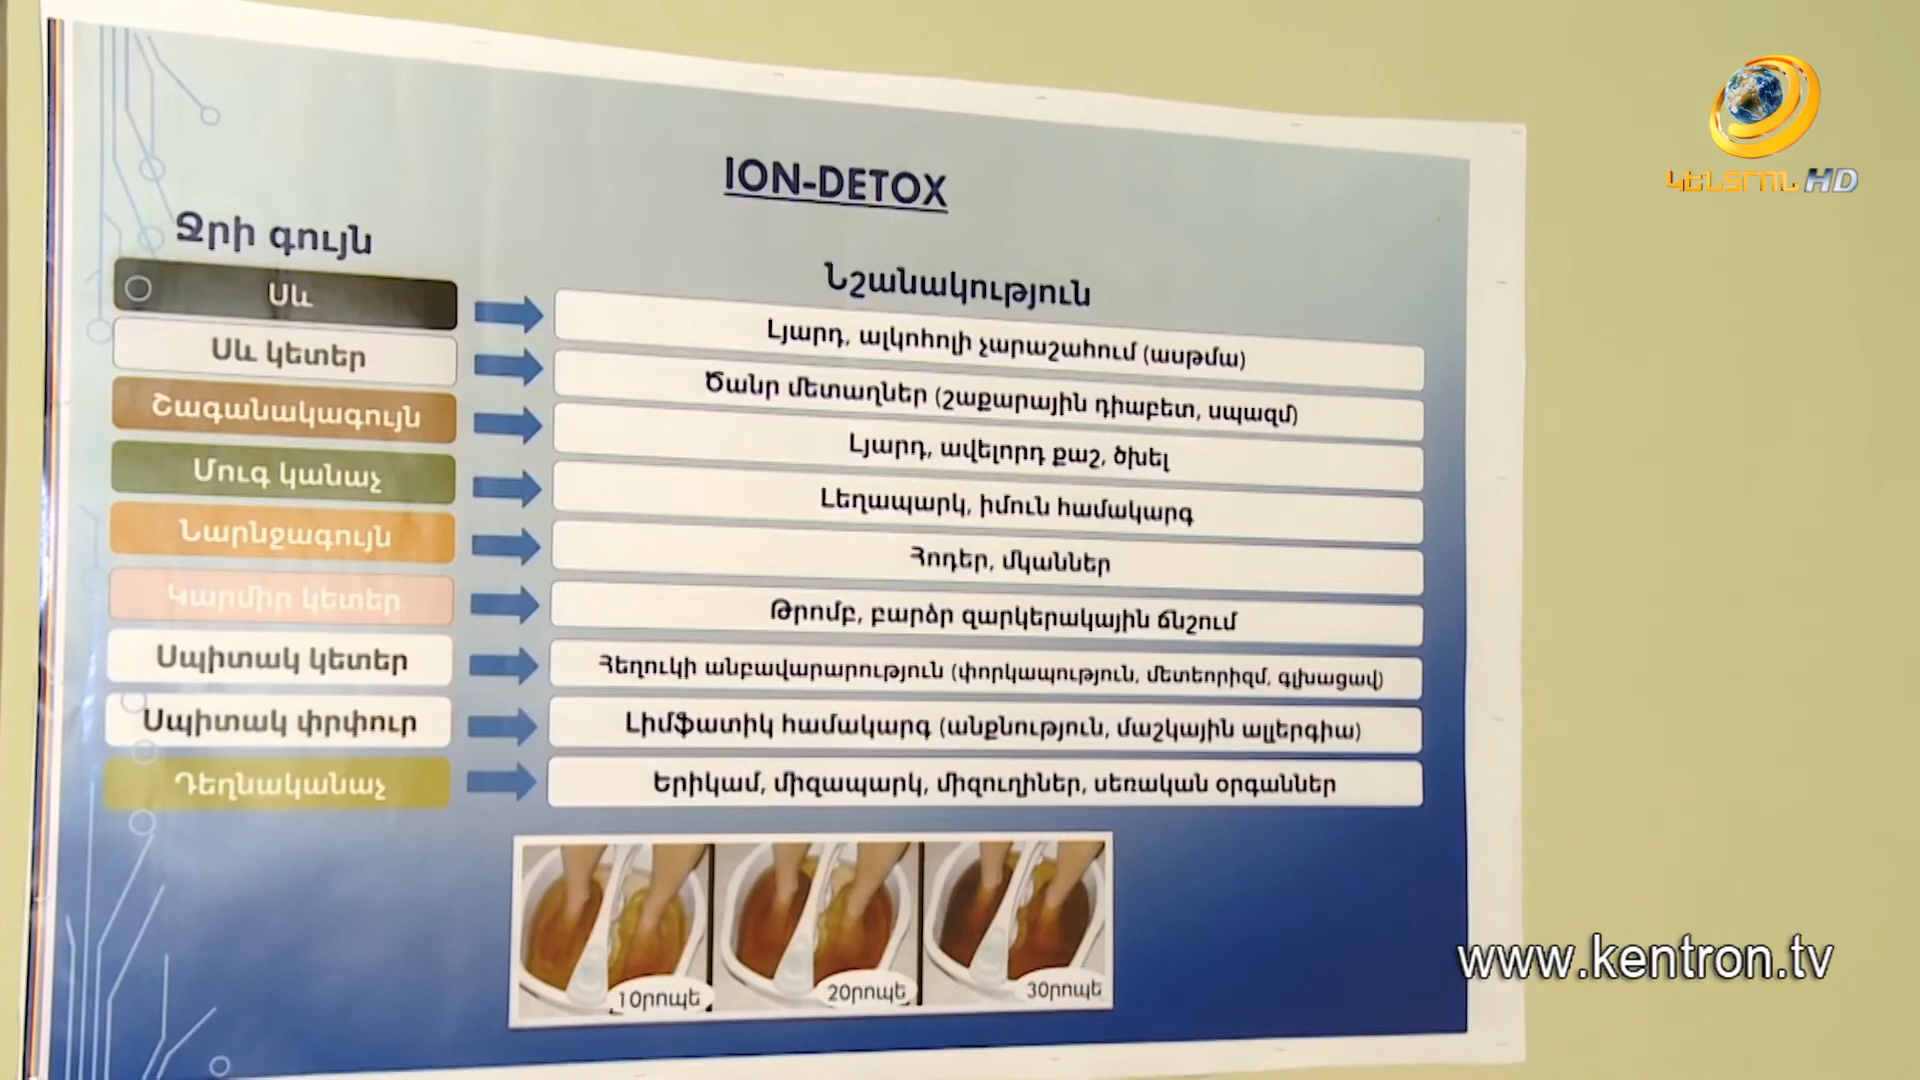 ԿԵՆՏՐՈՆ HD
ION-DETOX
Ջրի գույն
Նշանակություն
Սև
Լյարդ, ալկոհոլի չարաշահում (ասթմա)
Սև կետեր
Ծանր մետաղներ (շաքարային դիաբետ, սպազմ)
Շագանակագույն
Լյարդ, ավելորդ քաշ, ծխել
Մուգ կանաչ
Լեղապարկ, իմուն համակարգ
Նարնջագույն
Հոդեր, մկաններ
Կարմիր կետեր
Թրոմբ, բարձր զարկերակային ճնշում
Սպիտակ կետեր
Հեղուկի անբավարարություն (փորկապություն, մետեորիզմ, գլխացավ)
Սպիտակ փրփուր
Լիմֆատիկ համակարգ (անքնություն, մաշկային ալլերգիա)
Դեղնականաչ
Երիկամ, միզապարկ, միզուղիներ, սեռական օրգաններ
10րոպե
20րոպե
30րոպե
www.kentron.tv